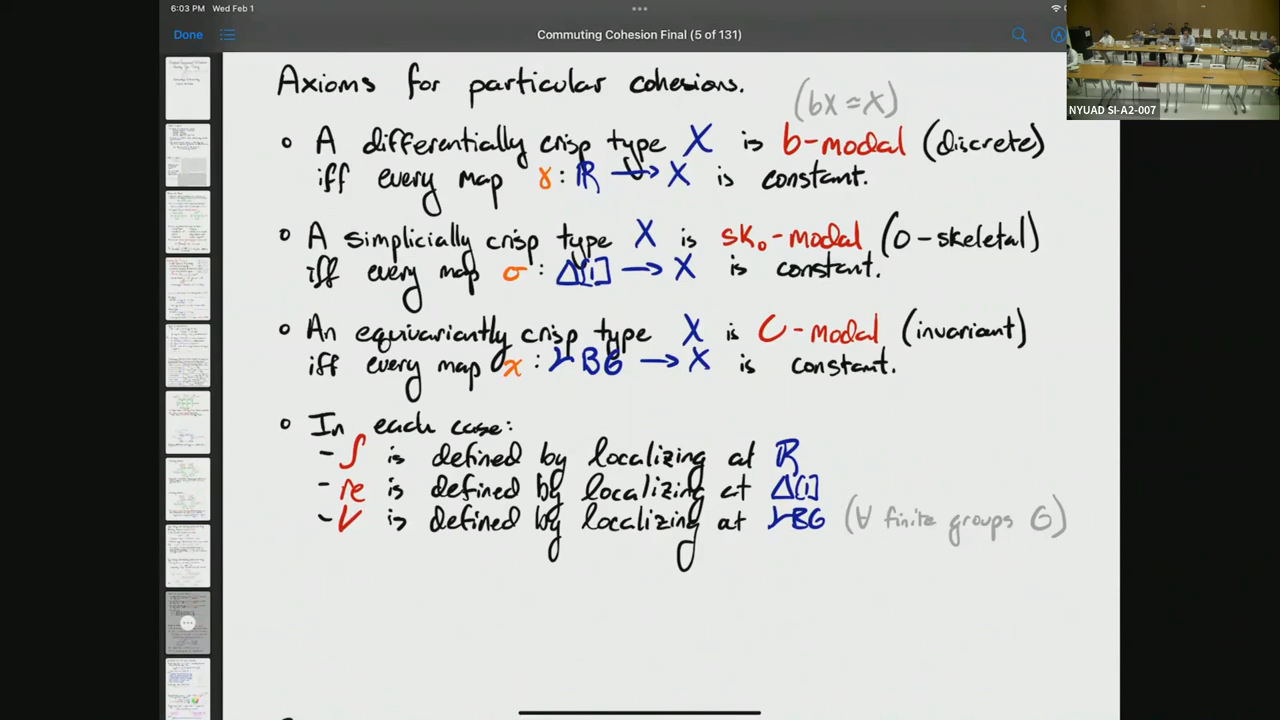 6:03 PM Wed Feb 1
Done
Commuting Cohesion Final (5 of 131)
NYUAD SI-A2-007
Axioms for particular cohesions.
(bX = X)
○ A differentially crisp type X is b-modal (discrete)
iff every map γ: ℝ → X is constant.
○ A simplicially crisp type X is sk₀-modal (0-skeletal)
iff every map σ: Δ[1] → X is constant.
○ An equivariantly crisp type X is ⊂-modal (invariant)
iff every map χ: ≻BG → X is constant.
○ In each case:
- ʃ is defined by localizing at ℝ
- re is defined by localizing at Δ[1]
- is defined by localizing at ≻BG (∀ finite groups G)